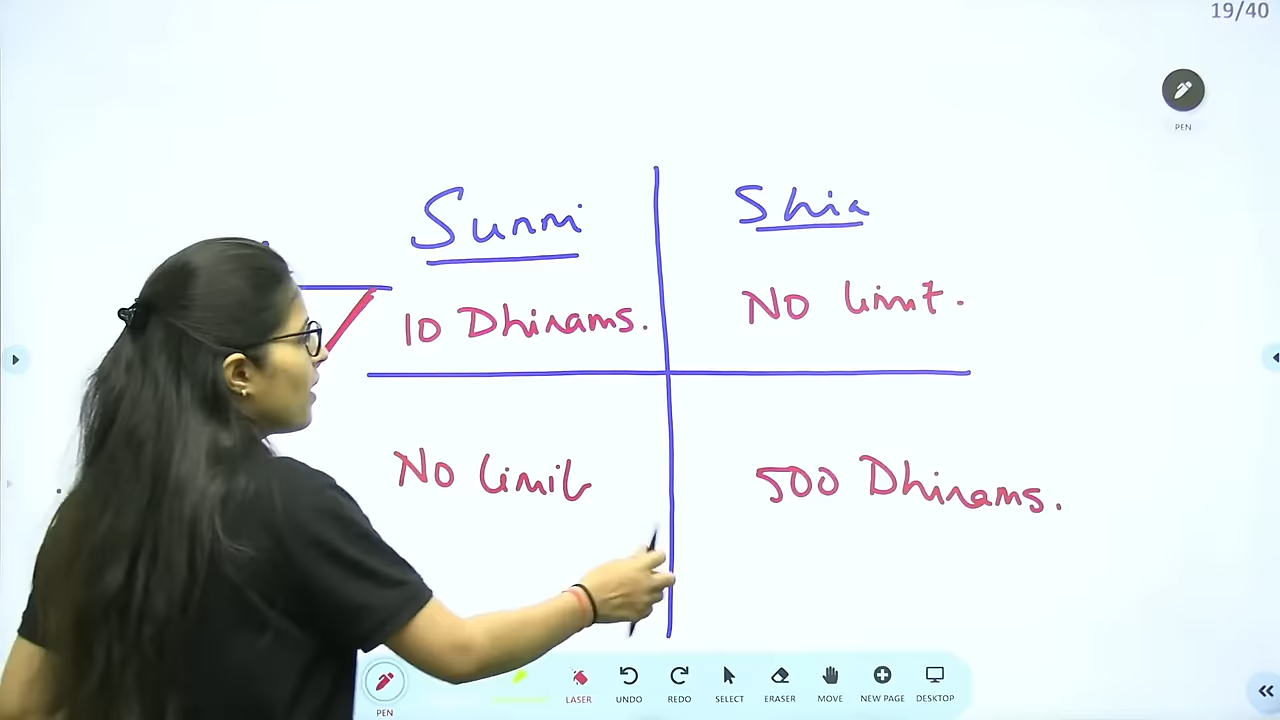 19/40
PEN
Sunni Shia
10 Dhirams. No limit.
No limit 500 Dhirams.
PEN LASER UNDO REDO SELECT ERASER MOVE NEW PAGE DESKTOP